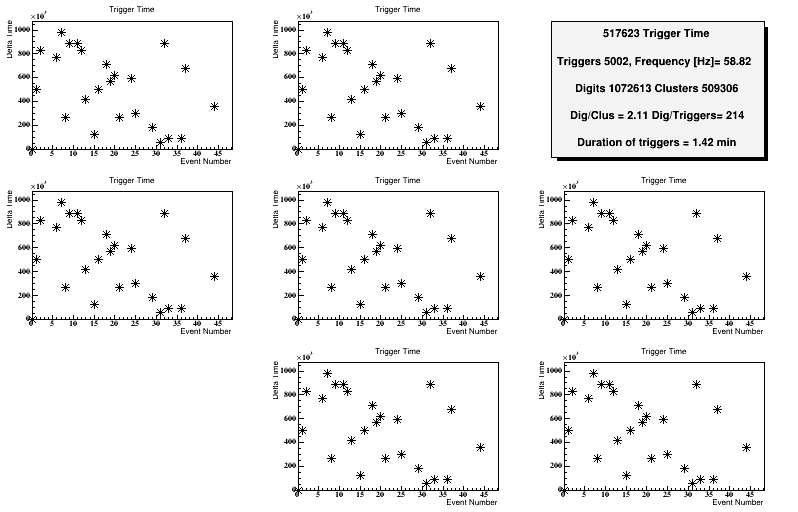 Trigger Time
×10³
Delta Time
1000
800
600
400
200
0
0 5 10 15 20 25 30 35 40 45
Event Number
Trigger Time
×10³
Delta Time
1000
800
600
400
200
0
0 5 10 15 20 25 30 35 40 45
Event Number
517623 Trigger Time
Triggers 5002, Frequency [Hz]= 58.82
Digits 1072613 Clusters 509306
Dig/Clus = 2.11 Dig/Triggers= 214
Duration of triggers = 1.42 min
Trigger Time
×10³
Delta Time
1000
800
600
400
200
0
0 5 10 15 20 25 30 35 40 45
Event Number
Trigger Time
×10³
Delta Time
1000
800
600
400
200
0
0 5 10 15 20 25 30 35 40 45
Event Number
Trigger Time
×10³
Delta Time
1000
800
600
400
200
0
0 5 10 15 20 25 30 35 40 45
Event Number
Trigger Time
×10³
Delta Time
1000
800
600
400
200
0
0 5 10 15 20 25 30 35 40 45
Event Number
Trigger Time
×10³
Delta Time
1000
800
600
400
200
0
0 5 10 15 20 25 30 35 40 45
Event Number